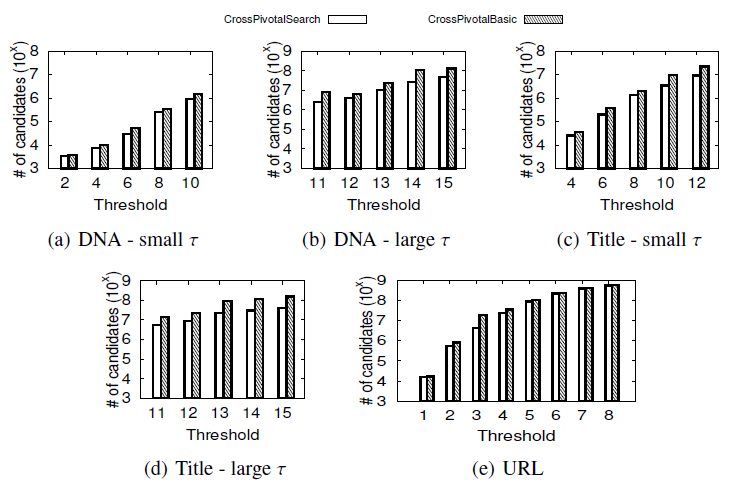 CrossPivotalSearch CrossPivotalBasic
# of candidates (10^x)
8
7
6
5
4
3
2 4 6 8 10
Threshold
(a) DNA - small τ
# of candidates (10^x)
9
8
7
6
5
4
3
11 12 13 14 15
Threshold
(b) DNA - large τ
# of candidates (10^x)
8
7
6
5
4
3
4 6 8 10 12
Threshold
(c) Title - small τ
# of candidates (10^x)
9
8
7
6
5
4
3
11 12 13 14 15
Threshold
(d) Title - large τ
# of candidates (10^x)
9
8
7
6
5
4
3
1 2 3 4 5 6 7 8
Threshold
(e) URL